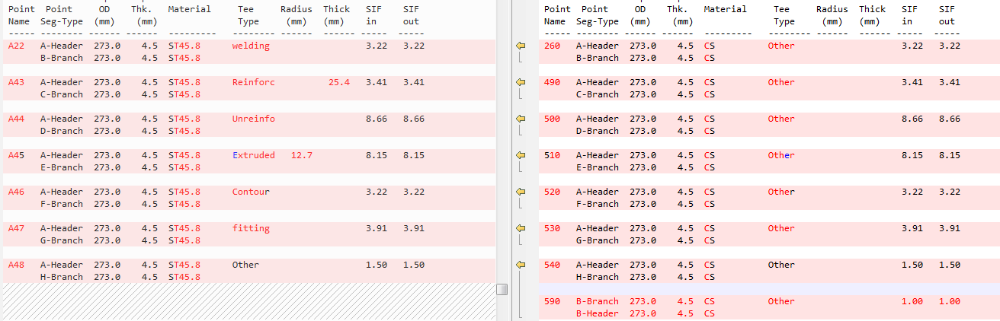 Point  Point     OD    Thk.   Material     Tee     Radius  Thick   SIF    SIF
Name  Seg-Type  (mm)   (mm)               Type     (mm)   (mm)    in     out
----- -------- ------ ------ --------- -------- ------ ----- ----- -----
A22   A-Header  273.0    4.5  ST45.8      welding                  3.22   3.22
      B-Branch  273.0    4.5  ST45.8
A43   A-Header  273.0    4.5  ST45.8      Reinforc          25.4   3.41   3.41
      C-Branch  273.0    4.5  ST45.8
A44   A-Header  273.0    4.5  ST45.8      Unreinfo                 8.66   8.66
      D-Branch  273.0    4.5  ST45.8
A45   A-Header  273.0    4.5  ST45.8      Extruded   12.7          8.15   8.15
      E-Branch  273.0    4.5  ST45.8
A46   A-Header  273.0    4.5  ST45.8      Contour                  3.22   3.22
      F-Branch  273.0    4.5  ST45.8
A47   A-Header  273.0    4.5  ST45.8      fitting                  3.91   3.91
      G-Branch  273.0    4.5  ST45.8
A48   A-Header  273.0    4.5  ST45.8      Other                    1.50   1.50
      H-Branch  273.0    4.5  ST45.8
Point  Point     OD    Thk.   Material     Tee     Radius  Thick   SIF    SIF
Name  Seg-Type  (mm)   (mm)               Type     (mm)   (mm)    in     out
----- -------- ------ ------ --------- -------- ------ ----- ----- -----
260   A-Header  273.0    4.5  CS          Other                    3.22   3.22
      B-Branch  273.0    4.5  CS
490   A-Header  273.0    4.5  CS          Other                    3.41   3.41
      C-Branch  273.0    4.5  CS
500   A-Header  273.0    4.5  CS          Other                    8.66   8.66
      D-Branch  273.0    4.5  CS
510   A-Header  273.0    4.5  CS          Other                    8.15   8.15
      E-Branch  273.0    4.5  CS
520   A-Header  273.0    4.5  CS          Other                    3.22   3.22
      F-Branch  273.0    4.5  CS
530   A-Header  273.0    4.5  CS          Other                    3.91   3.91
      G-Branch  273.0    4.5  CS
540   A-Header  273.0    4.5  CS          Other                    1.50   1.50
      H-Branch  273.0    4.5  CS
590   B-Branch  273.0    4.5  CS          Other                    1.00   1.00
      B-Header  273.0    4.5  CS